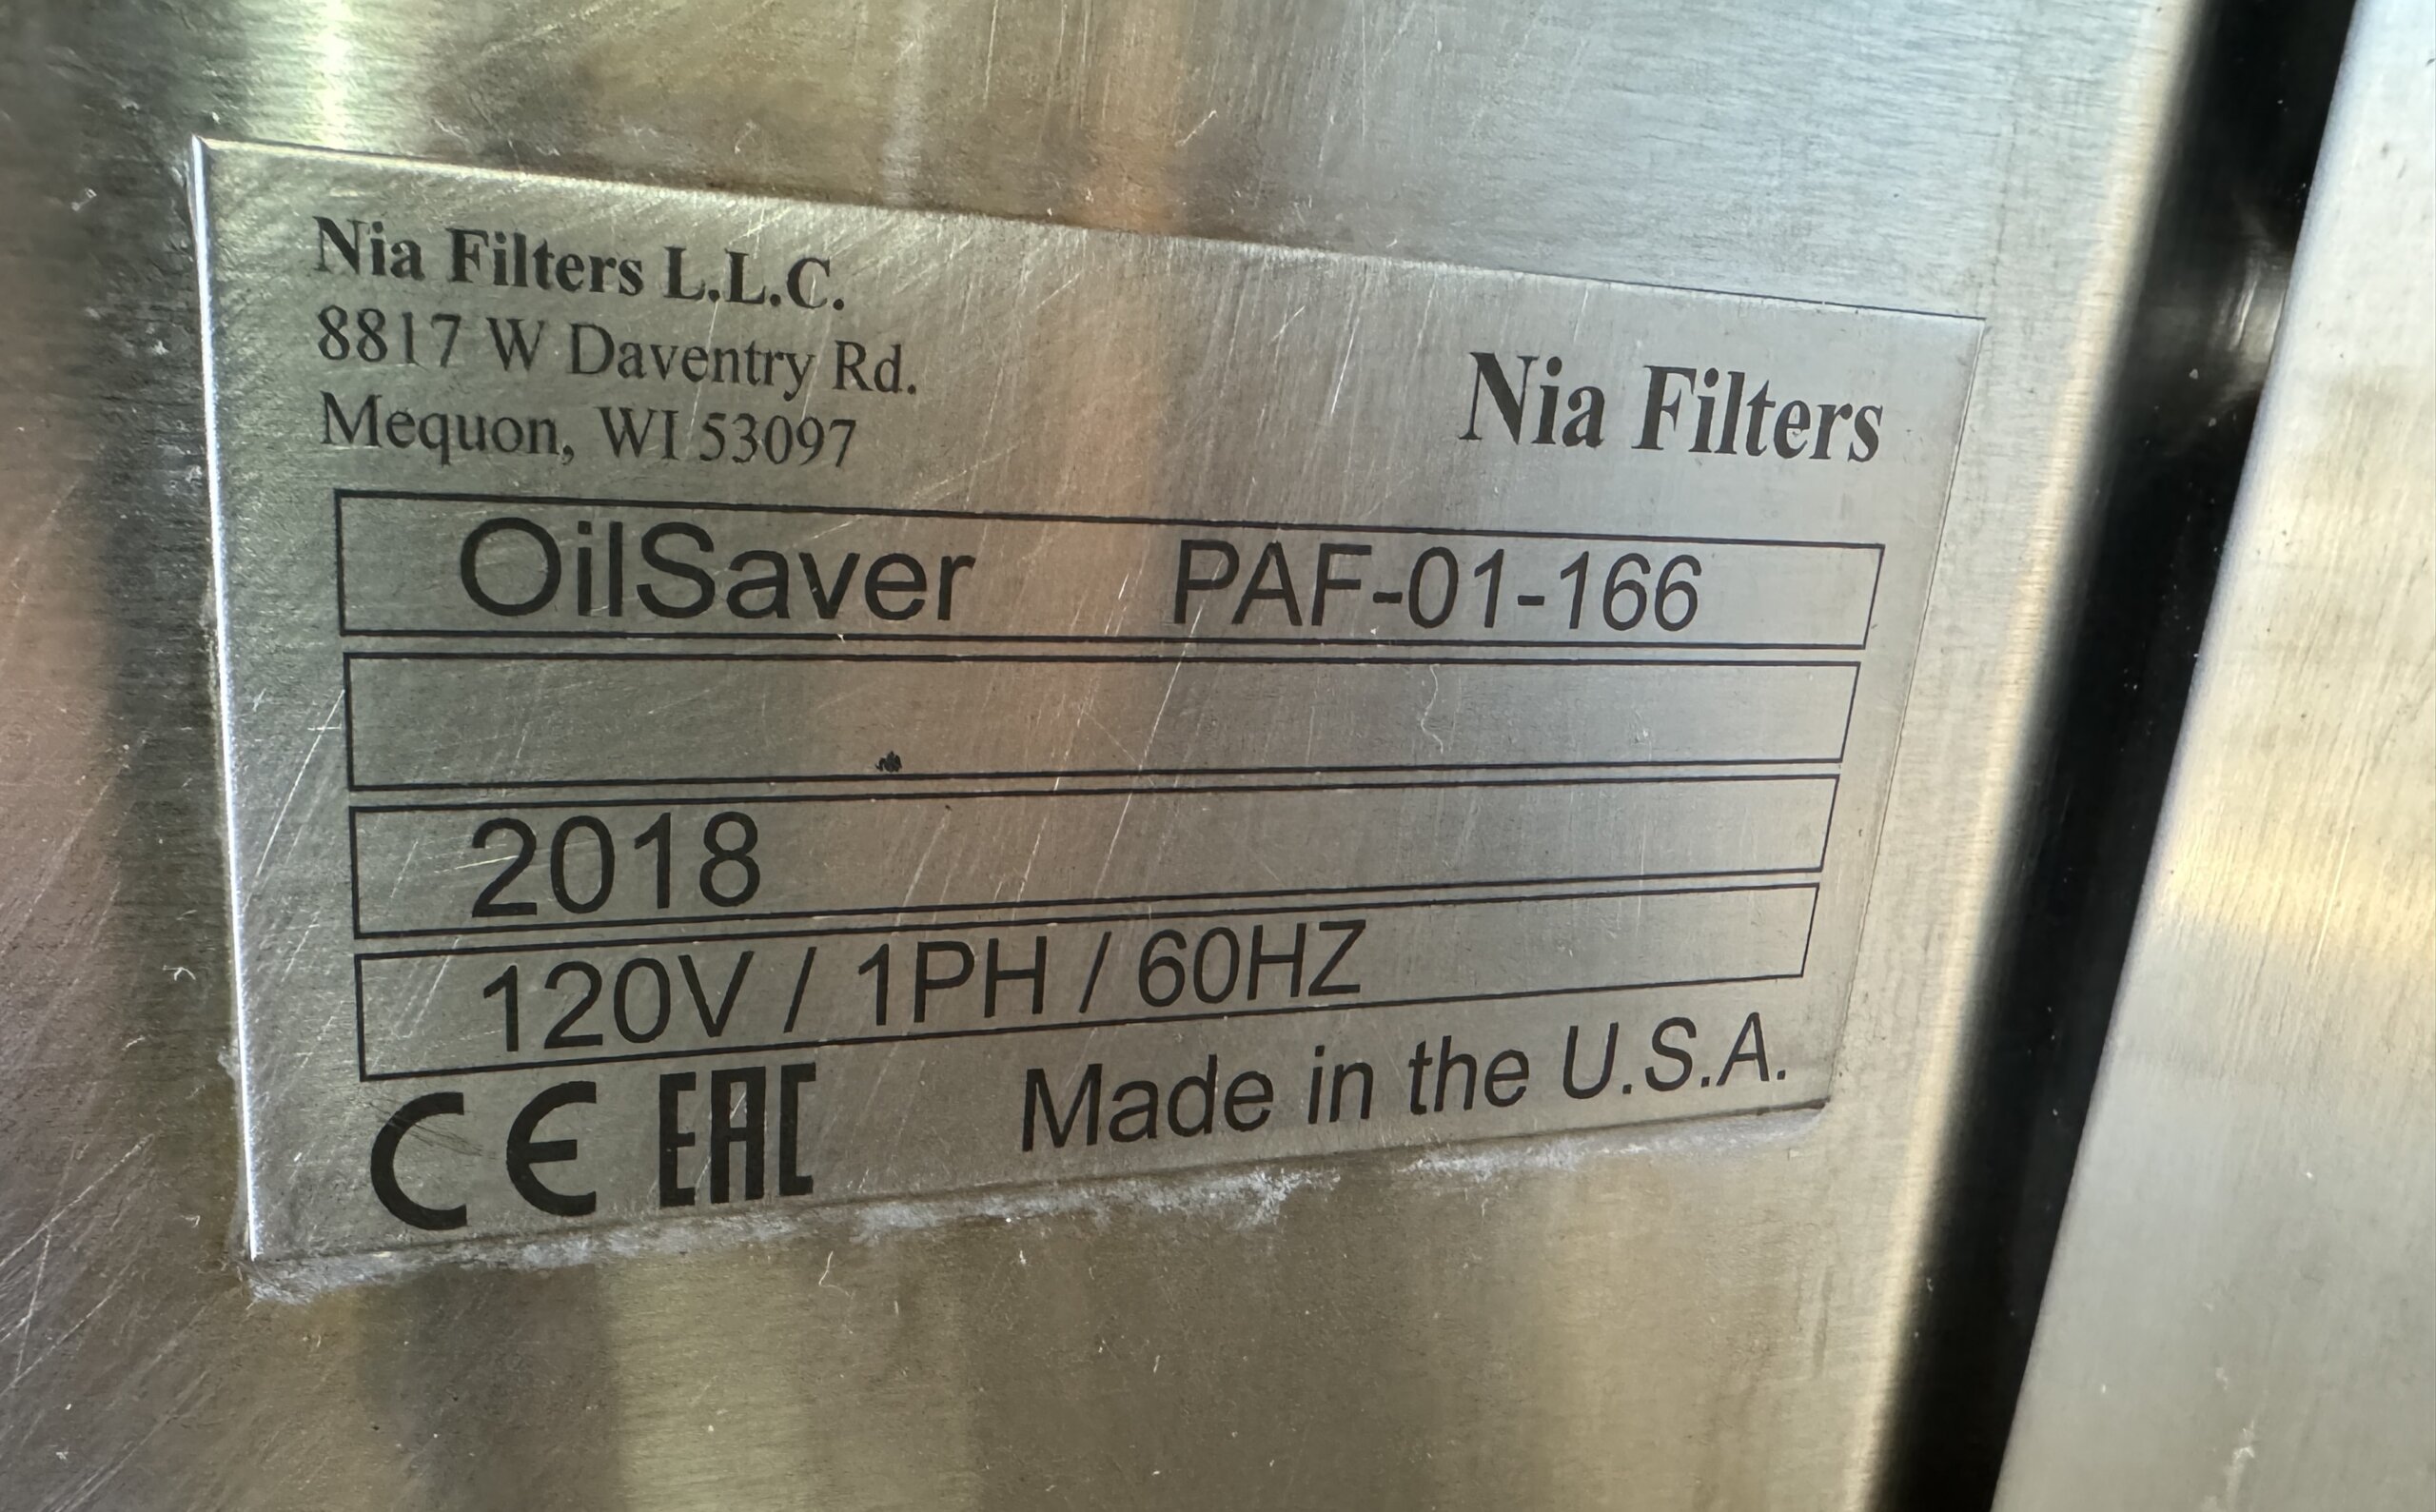 Nia Filters L.L.C.
8817 W Daventry Rd.
Mequon, WI 53097
Nia Filters
OilSaver PAF-01-166
2018
120V / 1PH / 60HZ
CE EAC Made in the U.S.A.